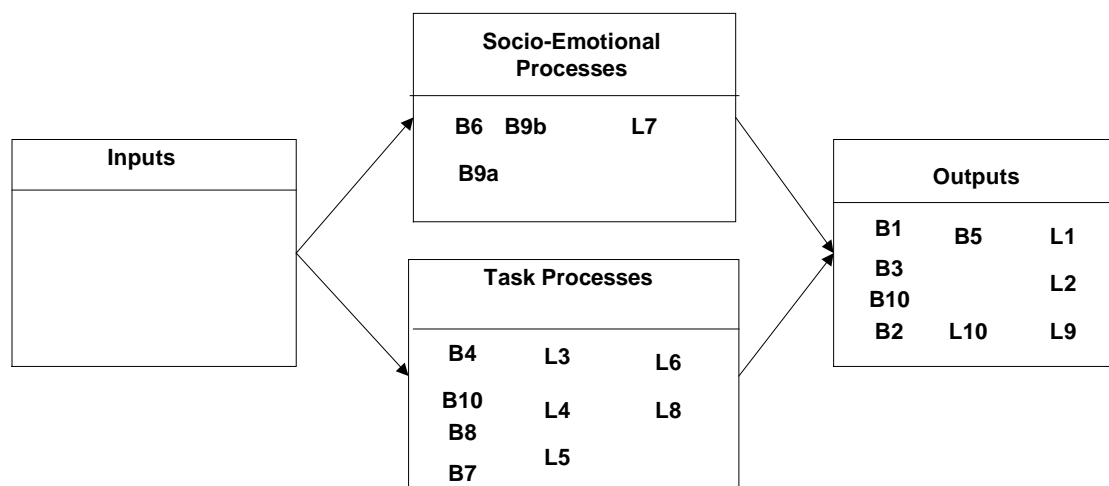 Socio-Emotional
Processes
B6 B9b L7
B9a
Inputs
Outputs
B1 B5 L1
B3 L2
B10
B2 L10 L9
Task Processes
B4 L3 L6
B10 L4 L8
B8
B7 L5